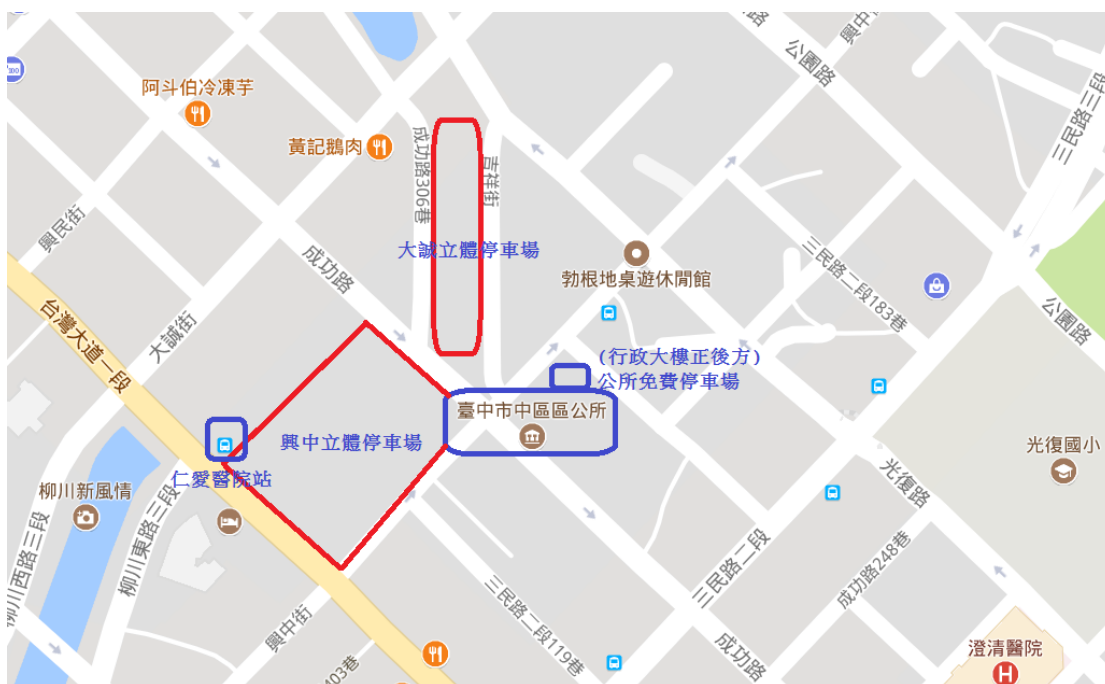 公園路
興中街
三民路三段
阿斗伯冷凍芋
黃記鵝肉
成功路306巷
吉祥街
興民街
成功路
大誠立體停車場
勃根地桌遊休閒館
三民路二段183巷
公園路
台灣大道一段
大誠街
(行政大樓正後方)
公所免費停車場
臺中市中區區公所
興中立體停車場
仁愛醫院站
光復國小
光復路
柳川新風情
柳川西路三段
柳川東路三段
三民路二段
成功路248巷
興中街
三民路二段119巷
成功路
403巷
澄清醫院
H